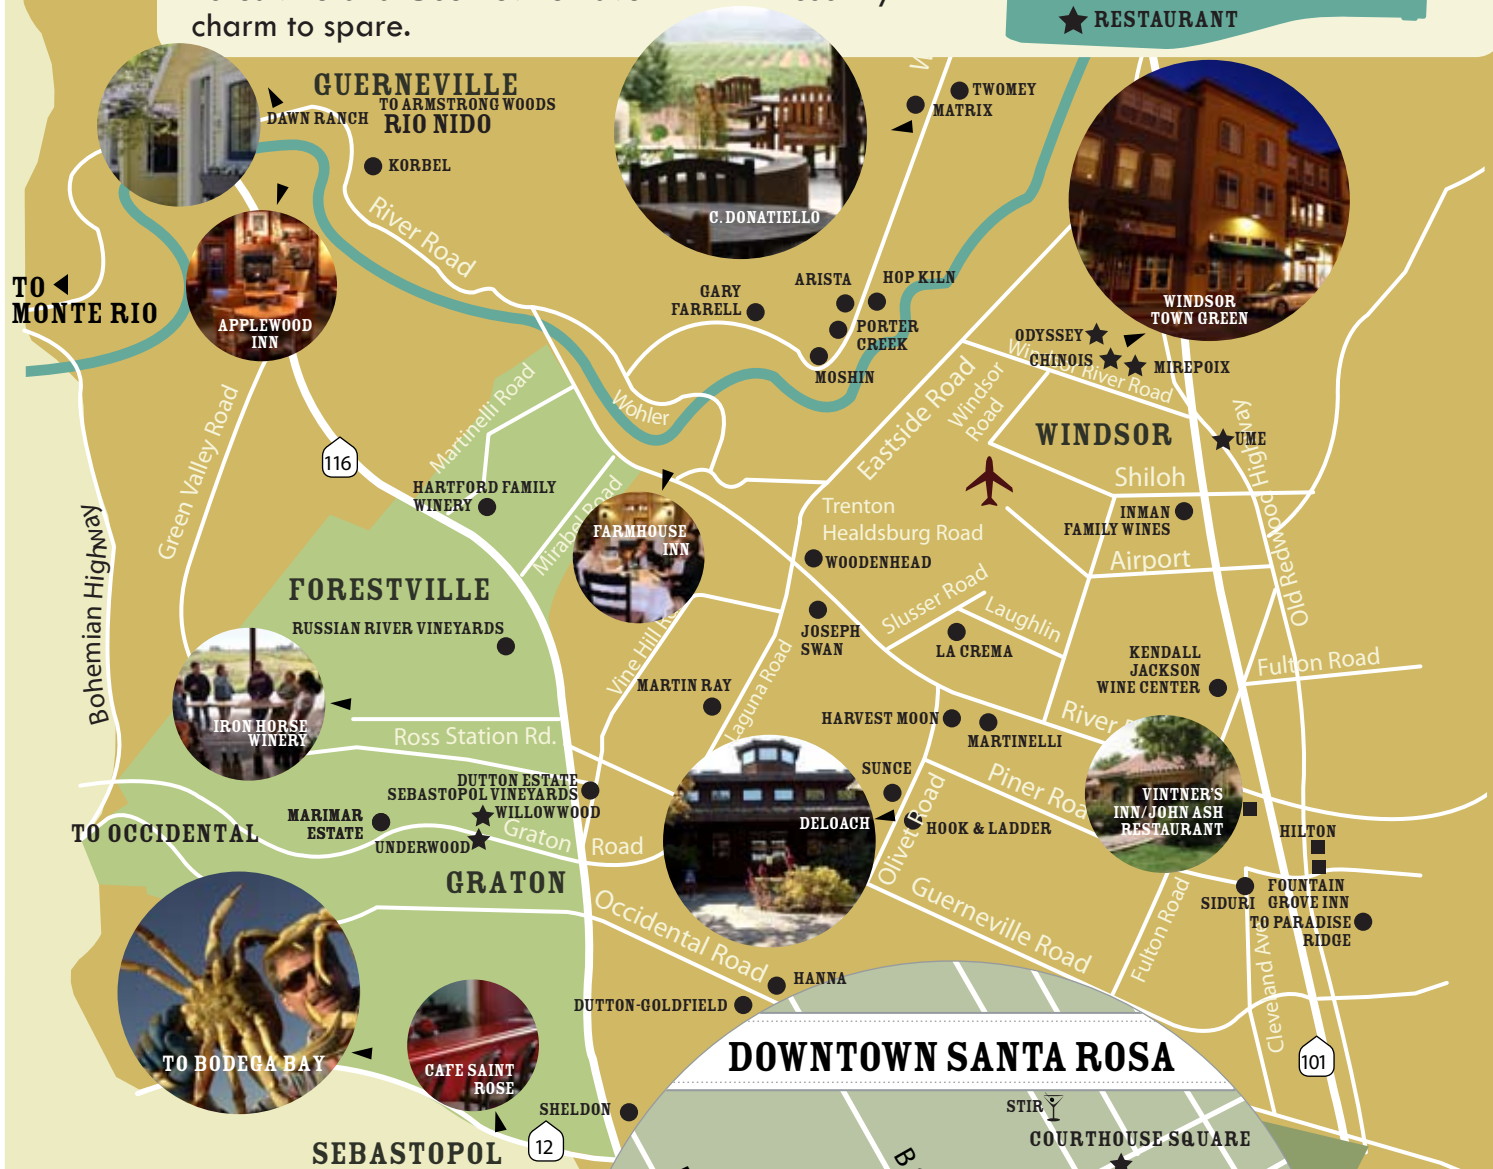 charm to spare.
RESTAURANT
GUERNEVILLE
TO ARMSTRONG WOODS
DAWN RANCH
RIO NIDO
KORBEL
River Road
C. DONATIELLO
TWOMEY
MATRIX
WINDSOR
TOWN GREEN
TO
MONTE RIO
APPLEWOOD
INN
GARY
FARRELL
ARISTA
HOP KILN
PORTER
CREEK
MOSHIN
ODYSSEY
CHINOIS
MIREPOIX
Windsor River Road
Windsor
Road
Eastside Road
WINDSOR
UME
Old Redwood Highway
Shiloh
INMAN
FAMILY WINES
Airport
Green Valley Road
116
Martinelli Road
Wohler
HARTFORD FAMILY
WINERY
Mirabel Road
FARMHOUSE
INN
Trenton
Healdsburg Road
WOODENHEAD
Bohemian Highway
FORESTVILLE
RUSSIAN RIVER VINEYARDS
Slusser Road
Laughlin
JOSEPH
SWAN
LA CREMA
KENDALL
JACKSON
WINE CENTER
Fulton Road
Vine Hill
MARTIN RAY
Laguna Road
HARVEST MOON
MARTINELLI
River
IRON HORSE
WINERY
Ross Station Rd.
DUTTON ESTATE
SEBASTOPOL VINEYARDS
WILLOWWOOD
MARIMAR
ESTATE
UNDERWOOD
Graton Road
TO OCCIDENTAL
SUNCE
DELOACH
HOOK & LADDER
Olivet Road
Piner
VINTNER'S
INN/JOHN ASH
RESTAURANT
HILTON
FOUNTAIN
GROVE INN
SIDURI
TO PARADISE
RIDGE
GRATON
Occidental Road
Guerneville Road
Fulton Road
Cleveland Ave
HANNA
DUTTON-GOLDFIELD
TO BODEGA BAY
CAFE SAINT
ROSE
DOWNTOWN SANTA ROSA
101
SHELDON
STIR
COURTHOUSE SQUARE
SEBASTOPOL
12